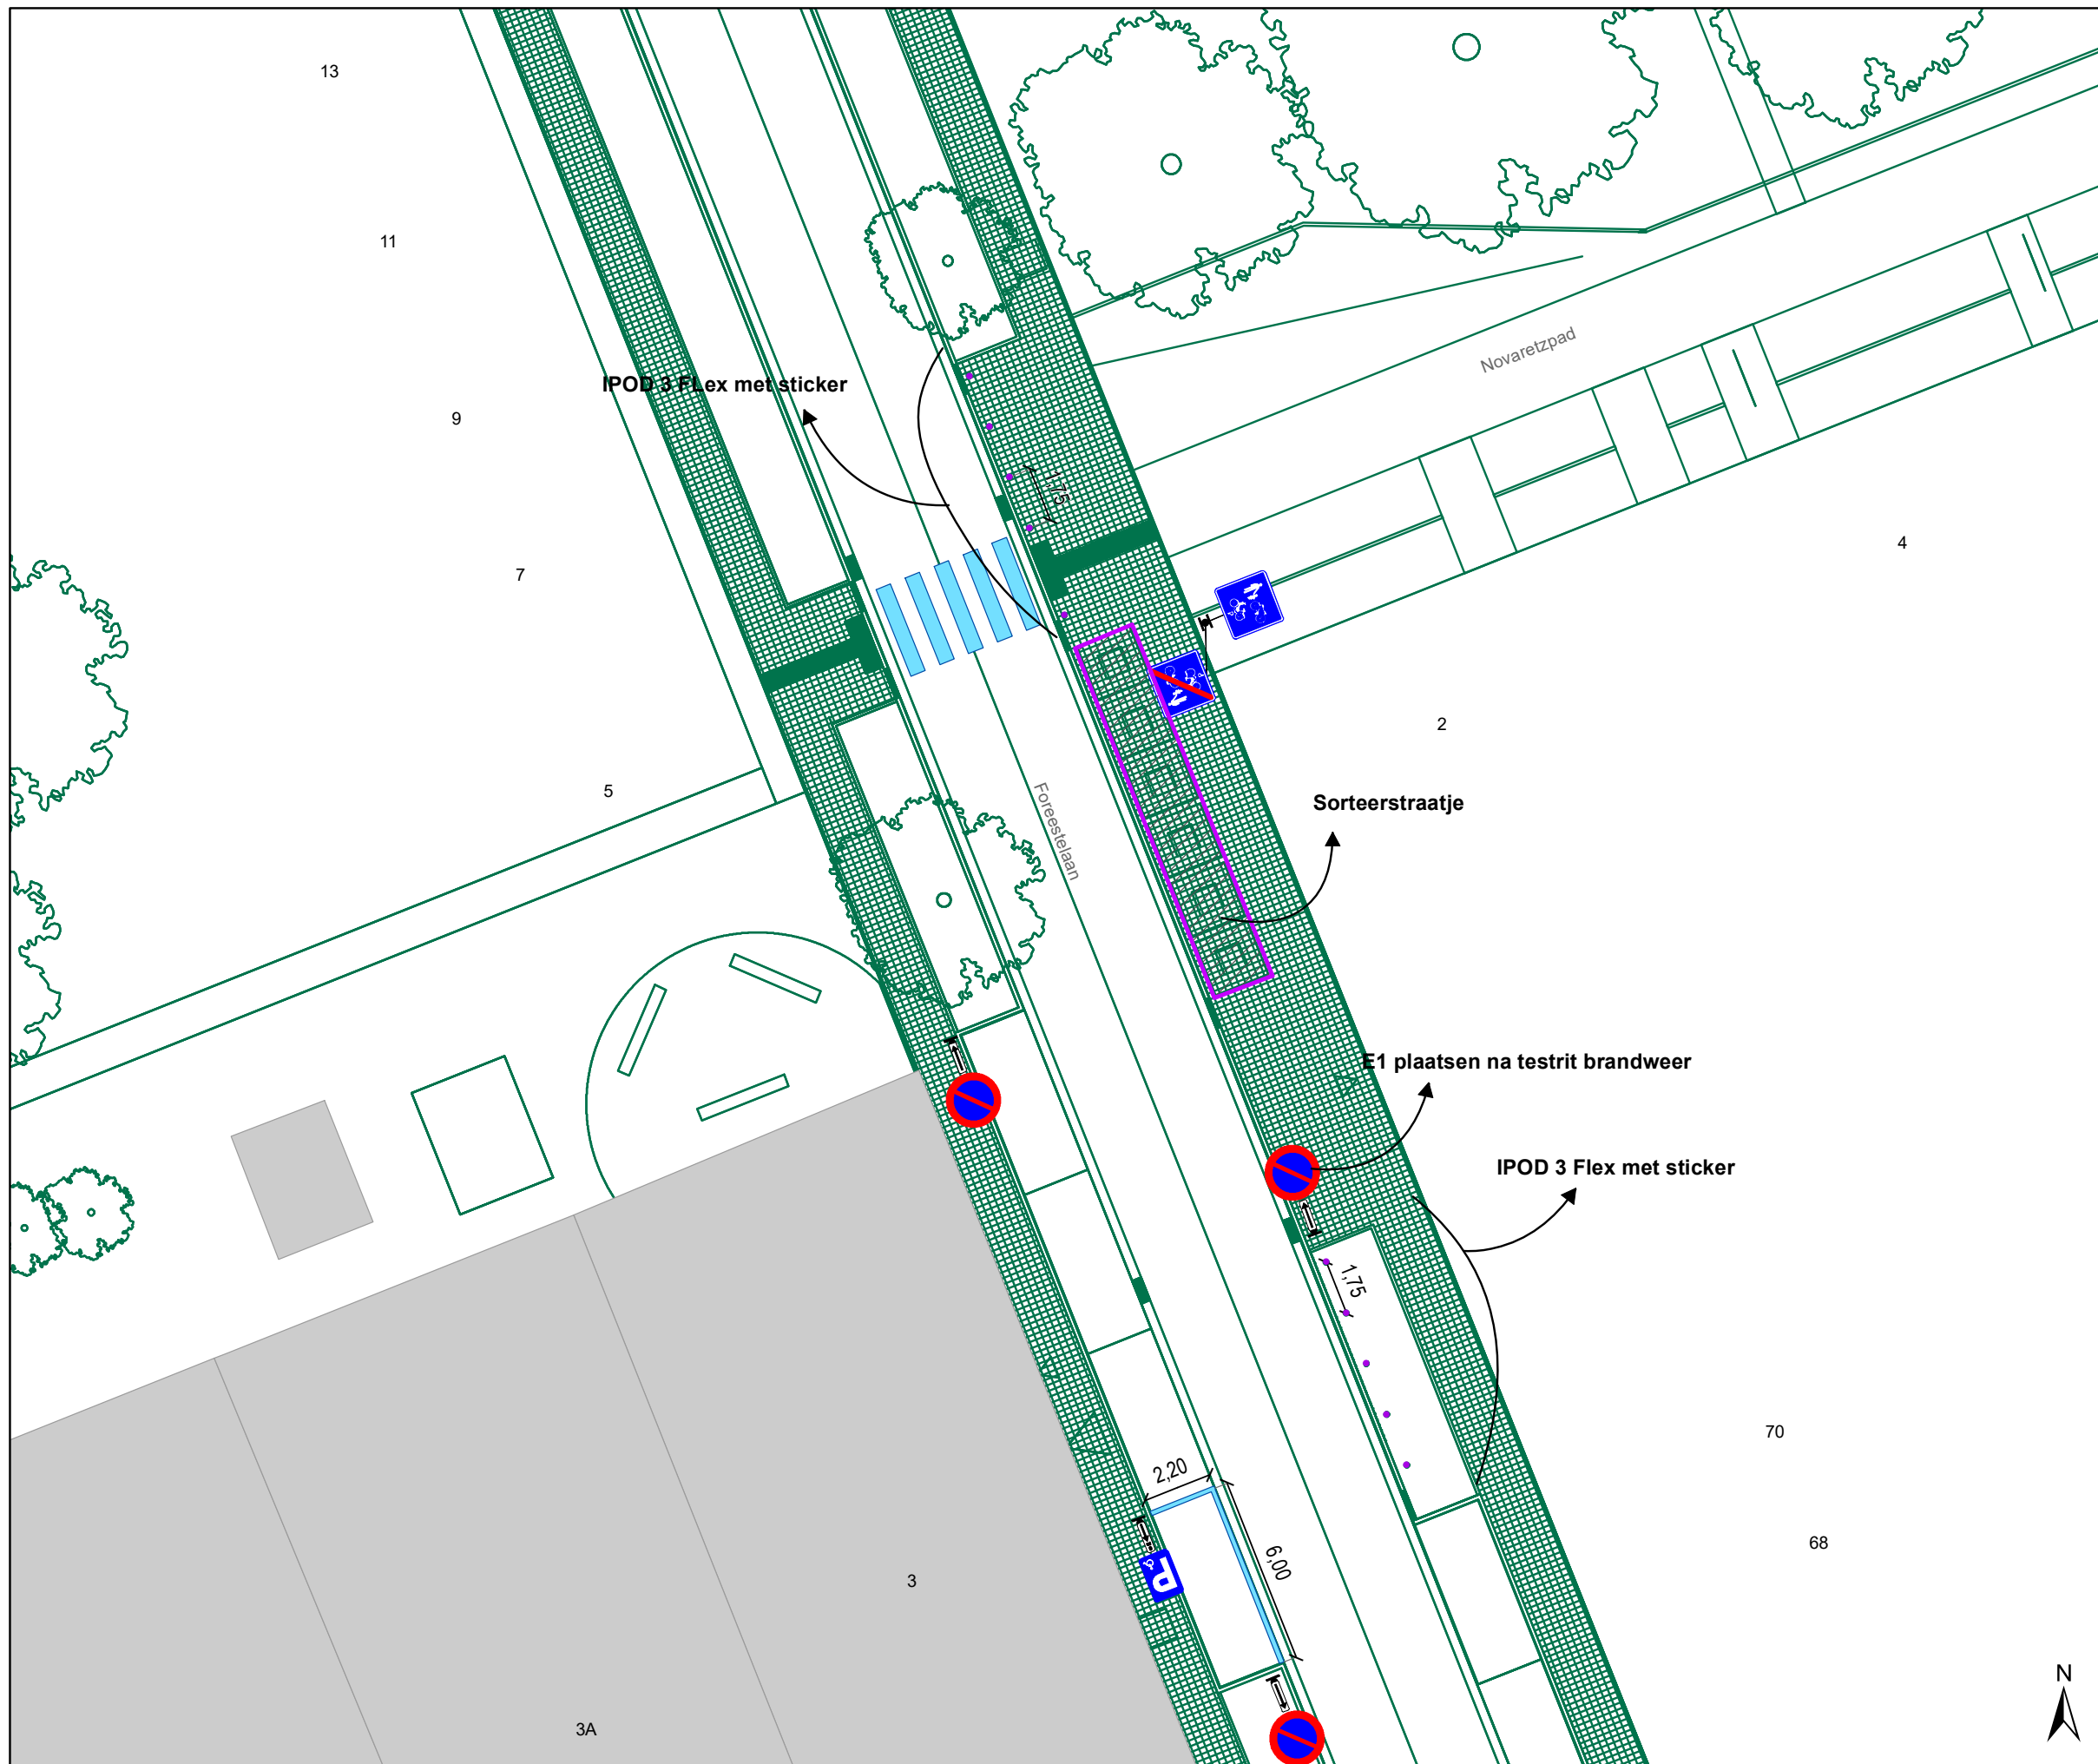 13
11
Novaretzpad
IPOD 3 FLex met sticker
9
1,75
4
7
2
5
Foreestelaan
Sorteerstraatje
E1 plaatsen na testrit brandweer
IPOD 3 Flex met sticker
1,75
70
2,20
6,00
68
P
3
N
3A